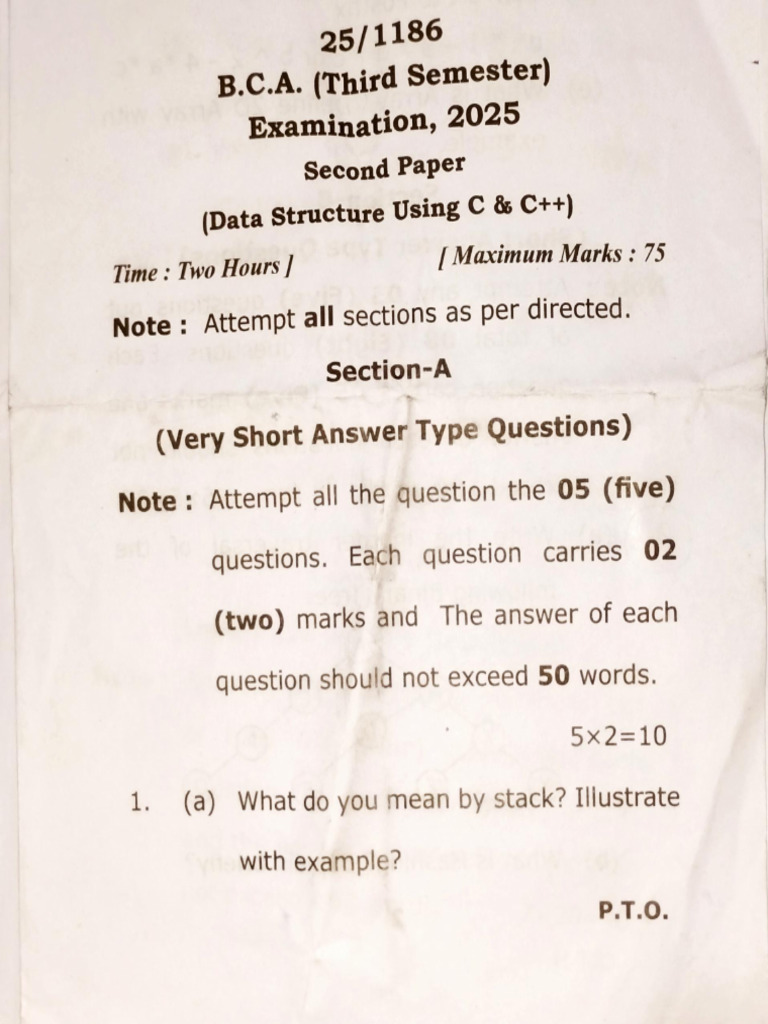 25/1186
B.C.A. (Third Semester)
Examination, 2025
Second Paper
(Data Structure Using C & C++)
Time : Two Hours ] [ Maximum Marks : 75
Note : Attempt all sections as per directed.
Section-A
(Very Short Answer Type Questions)
Note : Attempt all the question the 05 (five)
questions. Each question carries 02
(two) marks and The answer of each
question should not exceed 50 words.
5×2=10
1. (a) What do you mean by stack? Illustrate
with example?
P.T.O.